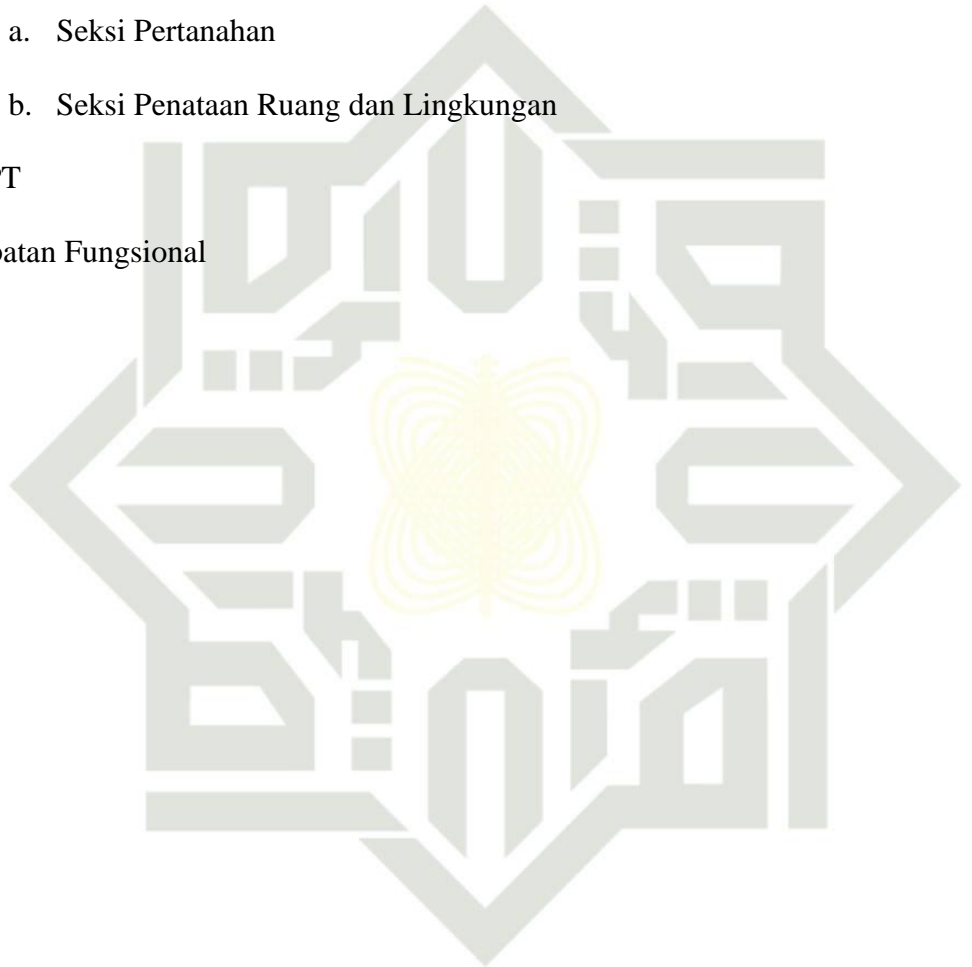 a. Seksi Pertanahan
b. Seksi Penataan Ruang dan Lingkungan
PT
batan Fungsional